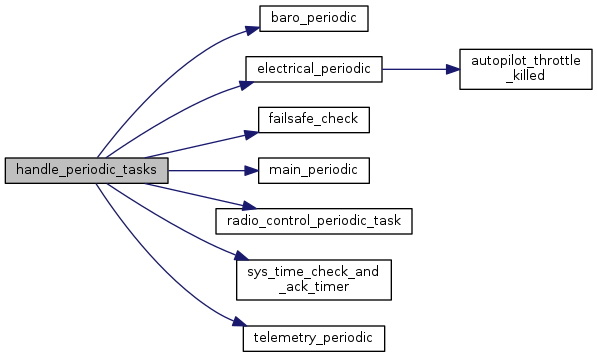 baro_periodic
electrical_periodic
autopilot_throttle
_killed
failsafe_check
handle_periodic_tasks
main_periodic
radio_control_periodic_task
sys_time_check_and
_ack_timer
telemetry_periodic